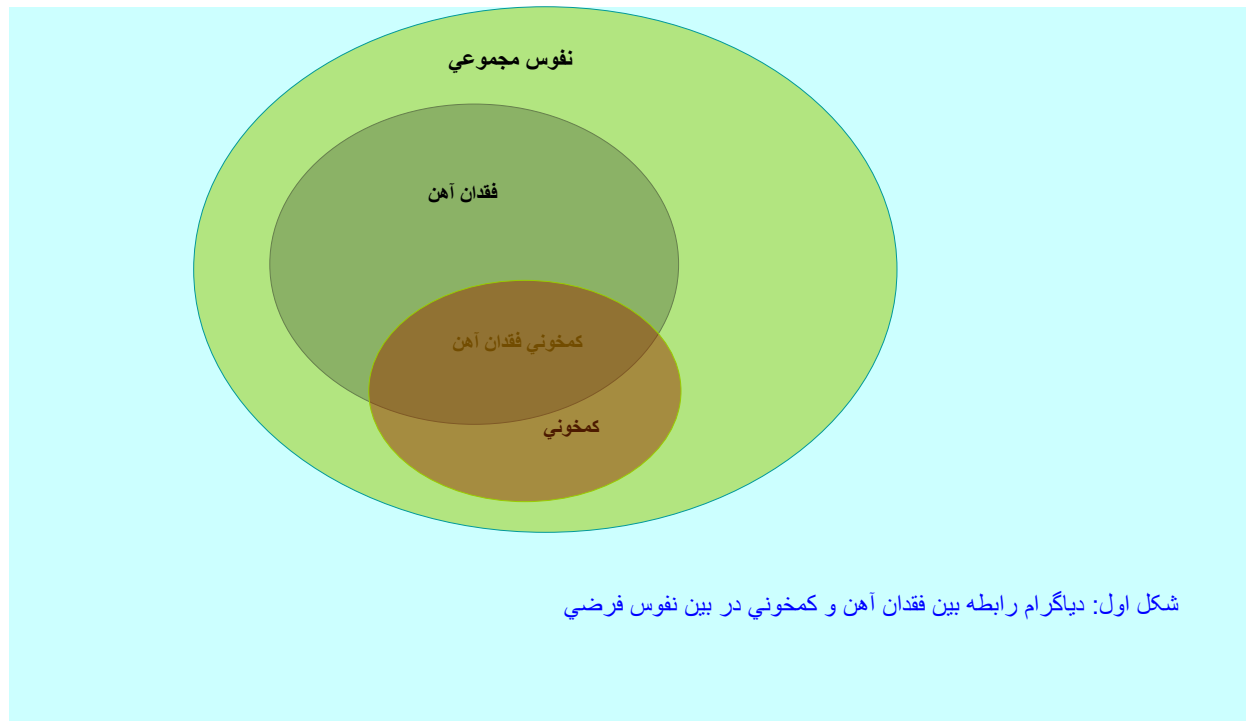 نفوس مجموعي
فقدان آهن
كمخوني فقدان آهن
كمخوني
شكل اول: دياگرام رابطه بين فقدان آهن و كمخوني در بين نفوس فرضي